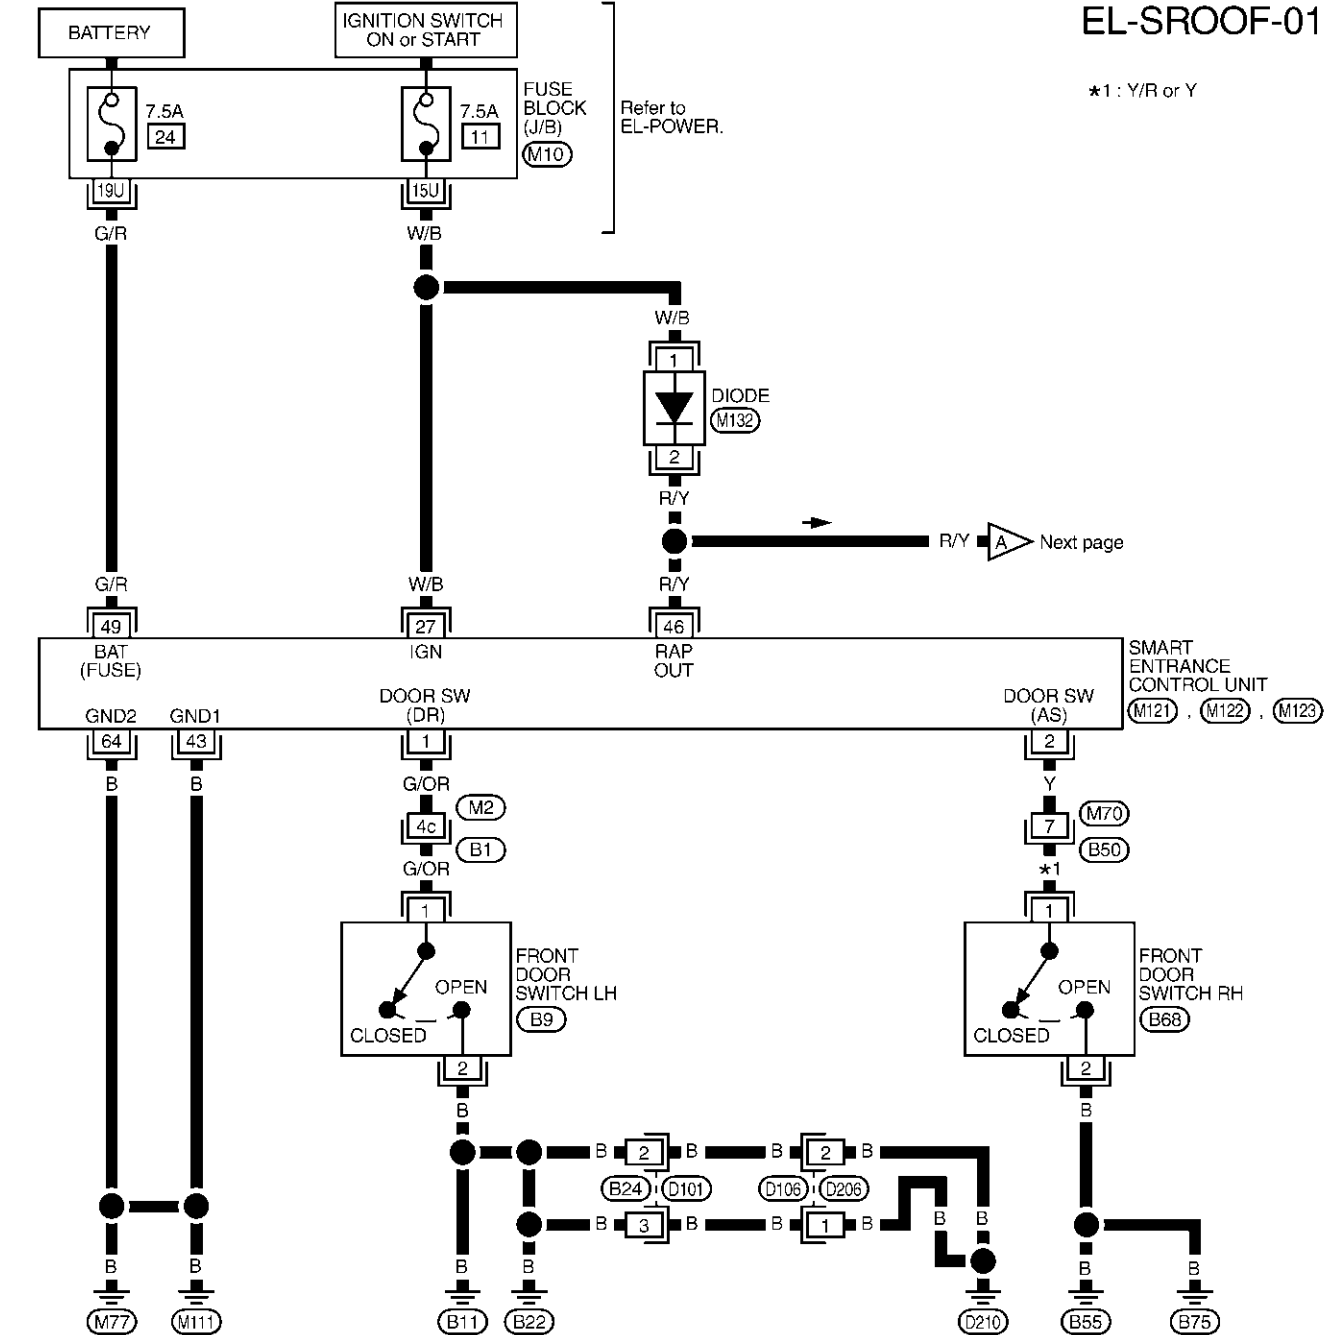 EL-SROOF-01
BATTERY
IGNITION SWITCH
ON or START
★1 : Y/R or Y
7.5A
24
7.5A
11
FUSE
BLOCK
(J/B)
M10
Refer to
EL-POWER.
19U
15U
G/R
W/B
W/B
1
DIODE
M132
2
R/Y
R/Y
A
Next page
G/R
W/B
R/Y
49
27
46
BAT
(FUSE)
IGN
RAP
OUT
SMART
ENTRANCE
CONTROL UNIT
M121 , M122 , M123
GND2
GND1
DOOR SW
(DR)
DOOR SW
(AS)
64
43
1
2
B
B
G/OR
Y
M2
4c
B1
M70
7
B50
G/OR
★1
1
1
OPEN
CLOSED
FRONT
DOOR
SWITCH LH
B9
OPEN
CLOSED
FRONT
DOOR
SWITCH RH
B68
2
2
B
B
B 2 B B 2 B
B24 D101 D106 D206
B 3 B B 1 B
B B
B B B B B B
M77 M111 B11 B22 D210 B55 B75